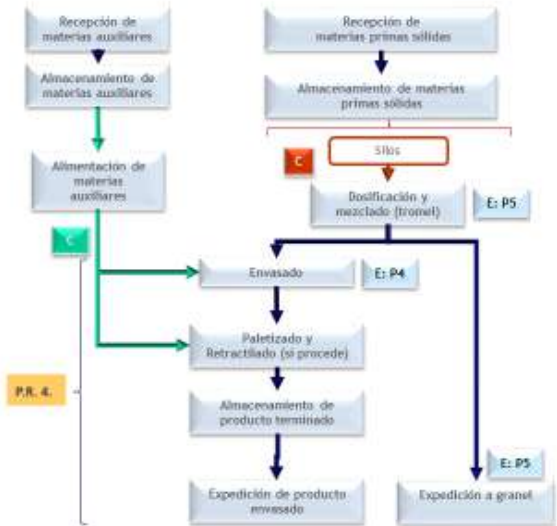 Recepción de
materias auxiliares
Recepción de
materias primas sólidas
Almacenamiento de
materias auxiliares
Almacenamiento de materias
primas sólidas
Silos
C
Alimentación de
materias
auxiliares
Dosificación y
mezclado (tromel)
E: P5
C
Envasado
E: P4
Paletizado y
Retractilado (si procede)
P.R. 4.
Almacenamiento de
producto terminado
E: P5
Expedición de producto
envasado
Expedición a granel